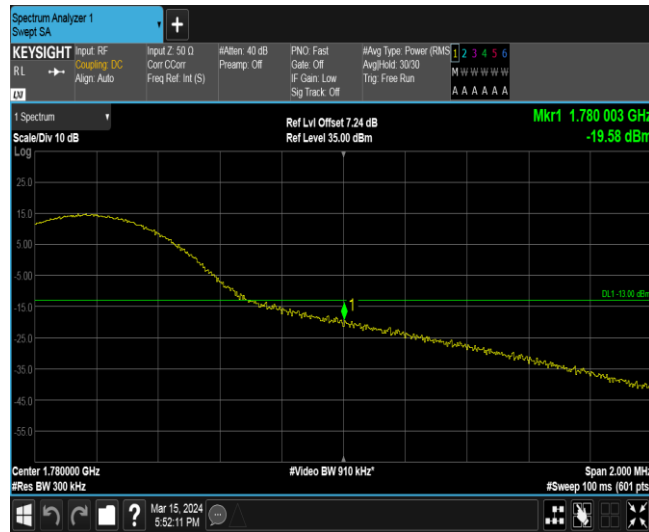 Spectrum Analyzer 1
Swept SA
KEYSIGHT
RL
LXI
Input: RF
Coupling: DC
Align: Auto
Input Z: 50 Ω
Corr CCorr
Freq Ref: Int (S)
#Atten: 40 dB
Preamp: Off
PNO: Fast
Gate: Off
IF Gain: Low
Sig Track: Off
#Avg Type: Power (RMS
Avg|Hold: 30/30
Trig: Free Run
1 2 3 4 5 6
M W W W W W
A A A A A A
1 Spectrum
Scale/Div 10 dB
Log
Ref Lvl Offset 7.24 dB
Ref Level 35.00 dBm
Mkr1 1.780 003 GHz
-19.58 dBm
25.0
15.0
5.00
-5.00
DL1 -13.00 dBm
1
-15.0
-25.0
-35.0
-45.0
-55.0
Center 1.780000 GHz
#Video BW 910 kHz*
Span 2.000 MHz
#Res BW 300 kHz
#Sweep 100 ms (601 pts
?
Mar 15, 2024
5:52:11 PM